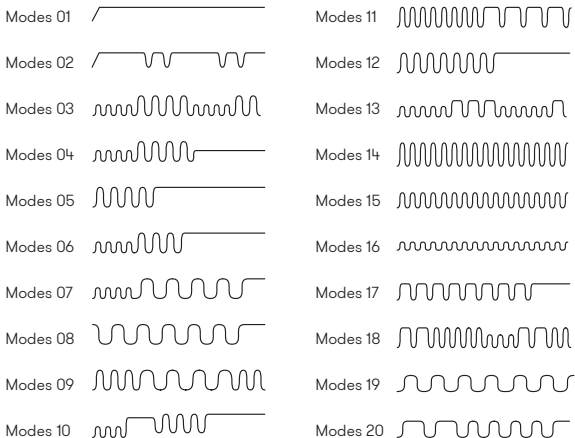 Modes 01
Modes 02
Modes 03
Modes 04
Modes 05
Modes 06
Modes 07
Modes 08
Modes 09
Modes 10
Modes 11
Modes 12
Modes 13
Modes 14
Modes 15
Modes 16
Modes 17
Modes 18
Modes 19
Modes 20